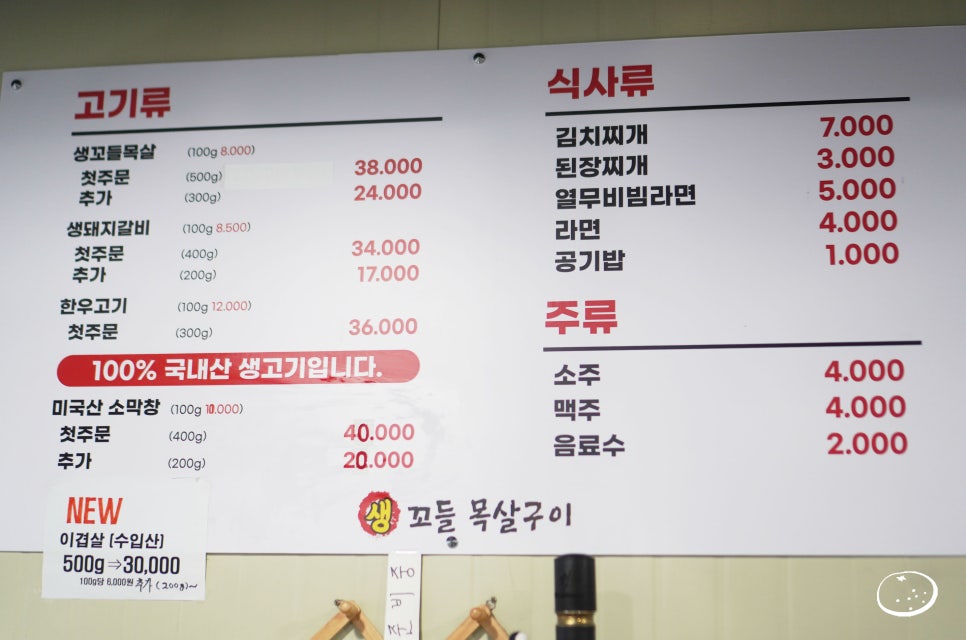 고기류
생꼬들목살 (100g 8.000)
첫주문 (500g) 38.000
추가 (300g) 24.000
생돼지갈비 (100g 8.500)
첫주문 (400g) 34.000
추가 (200g) 17.000
한우고기 (100g 12.000)
첫주문 (300g) 36.000
100% 국내산 생고기입니다.
미국산 소막창 (100g 10.000)
첫주문 (400g) 40.000
추가 (200g) 20.000
NEW
이겹살 (수입산)
500g ⇒ 30,000
100g당 6,000원 추가 (200g)~
식사류
김치찌개 7.000
된장찌개 3.000
열무비빔라면 5.000
라면 4.000
공기밥 1.000
주류
소주 4.000
맥주 4.000
음료수 2.000
생 꼬들 목살구이
준비중